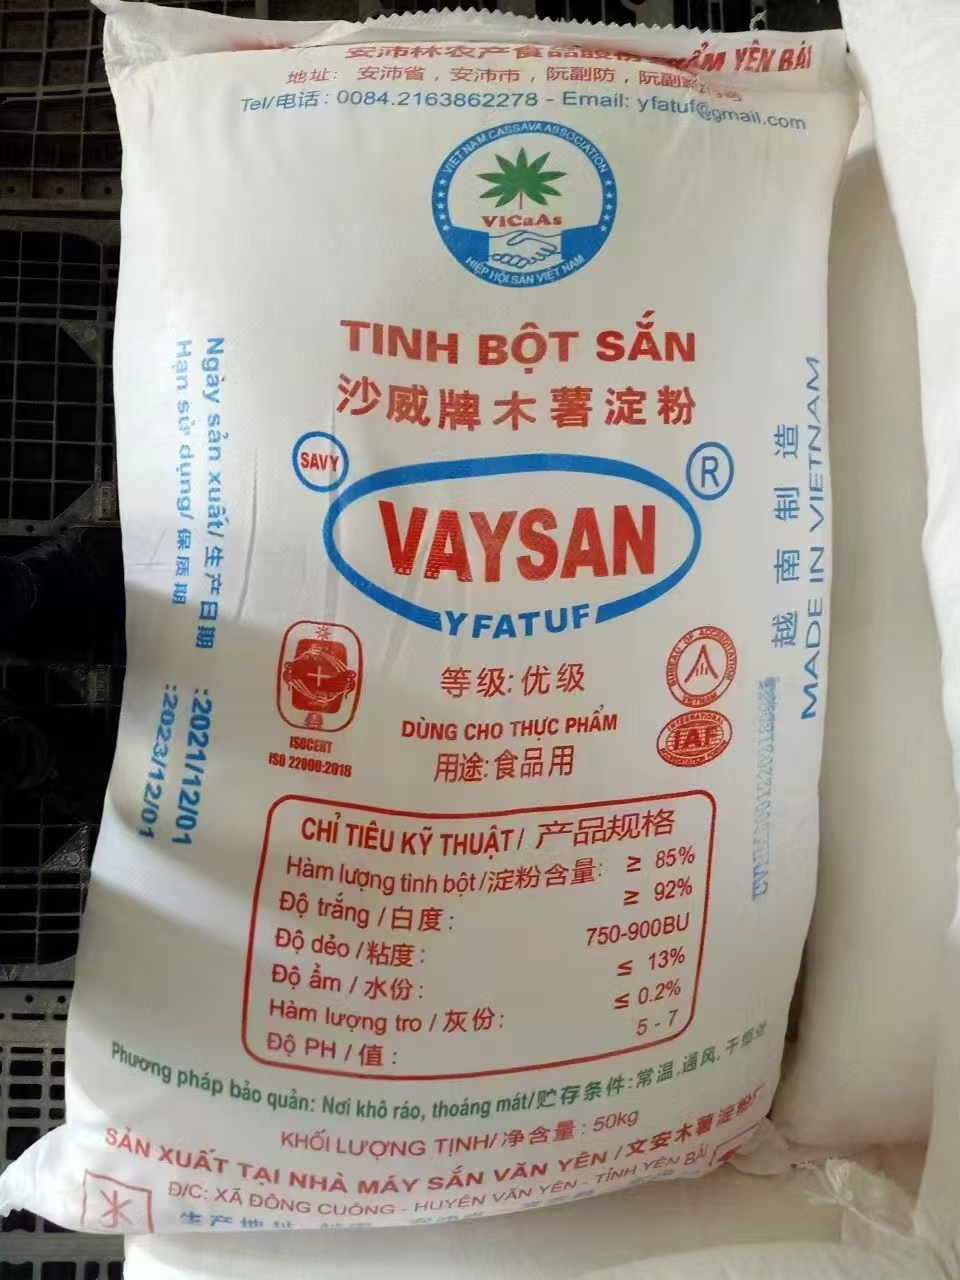 安沛林农产食品股份
PHẨM YÊN BÁI
地址: 安沛省, 安沛市, 阮副防, 阮副
Tel/电话: 0084.2163862278 - Email: yfatuf@gmail.com
VIET NAM CASSAVA ASSOCIATION
ViCaAs
HIỆP HỘI SẮN VIỆT NAM
TINH BỘT SẮN
沙威牌木薯淀粉
SAVY
R
VAYSAN
YFATUF
等级: 优级
DÙNG CHO THỰC PHẨM
用途: 食品用
ISOCERT
ISO 22000:2018
BUREAU OF ACCREDITATION
VIETNAM
INTERNATIONAL
IAF
ACCREDITATION FORUM
越南制造
MADE IN VIETNAM
Ngày sản xuất/生产日期 :2021/12/01
Hạn sử dụng/保质期 :2023/12/01
CHỈ TIÊU KỸ THUẬT/ 产品规格
Hàm lượng tinh bột/淀粉含量: ≥ 85%
Độ trắng/白度: ≥ 92%
Độ dẻo/粘度: 750-900BU
Độ ẩm / 水份: ≤ 13%
Hàm lượng tro / 灰份: ≤ 0.2%
Độ PH / 值: 5 - 7
Phương pháp bảo quản: Nơi khô ráo, thoáng mát/贮存条件: 常温, 通风, 干燥处
KHỐI LƯỢNG TỊNH/净含量: 50kg
SẢN XUẤT TẠI NHÀ MÁY SẮN VĂN YÊN / 文安木薯淀粉厂
Đ/C: XÃ ĐÔNG CUÔNG - HUYỆN VĂN YÊN - TỈNH YÊN BÁI
生产地址